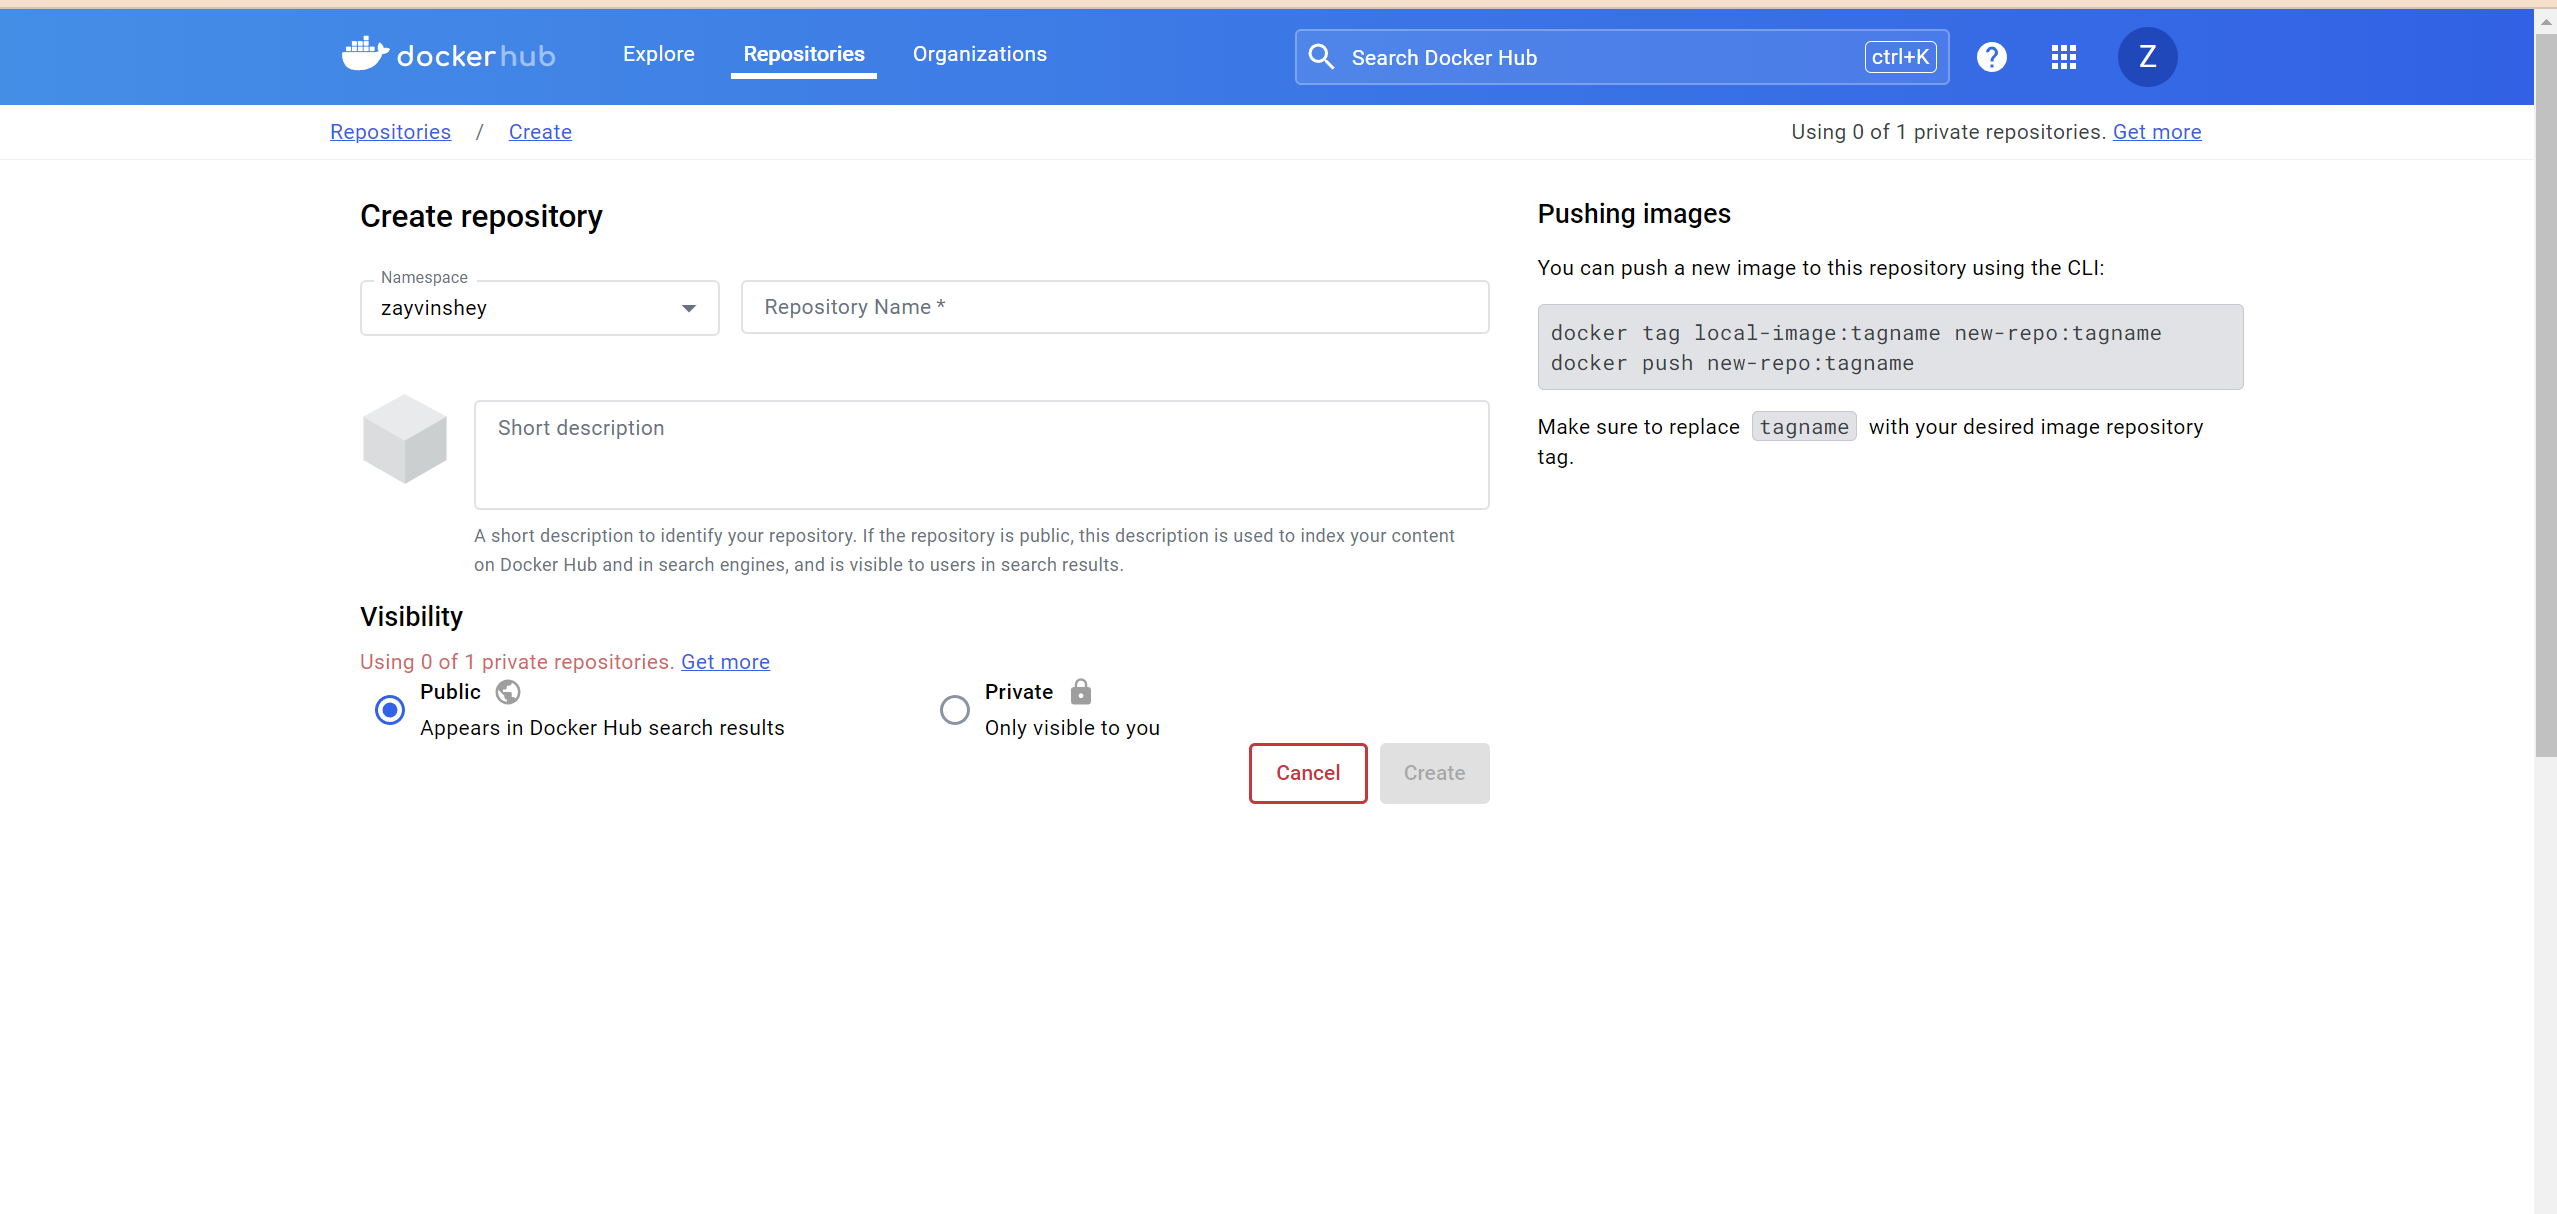 dockerhub
Explore
Repositories
Organizations
Search Docker Hub
ctrl+K
Z
Repositories / Create
Using 0 of 1 private repositories. Get more
Create repository
Namespace
zayvinshey
Repository Name *
Short description
A short description to identify your repository. If the repository is public, this description is used to index your content
on Docker Hub and in search engines, and is visible to users in search results.
Visibility
Using 0 of 1 private repositories. Get more
Public
Appears in Docker Hub search results
Private
Only visible to you
Cancel
Create
Pushing images
You can push a new image to this repository using the CLI:
docker tag local-image:tagname new-repo:tagname
docker push new-repo:tagname
Make sure to replace tagname with your desired image repository
tag.